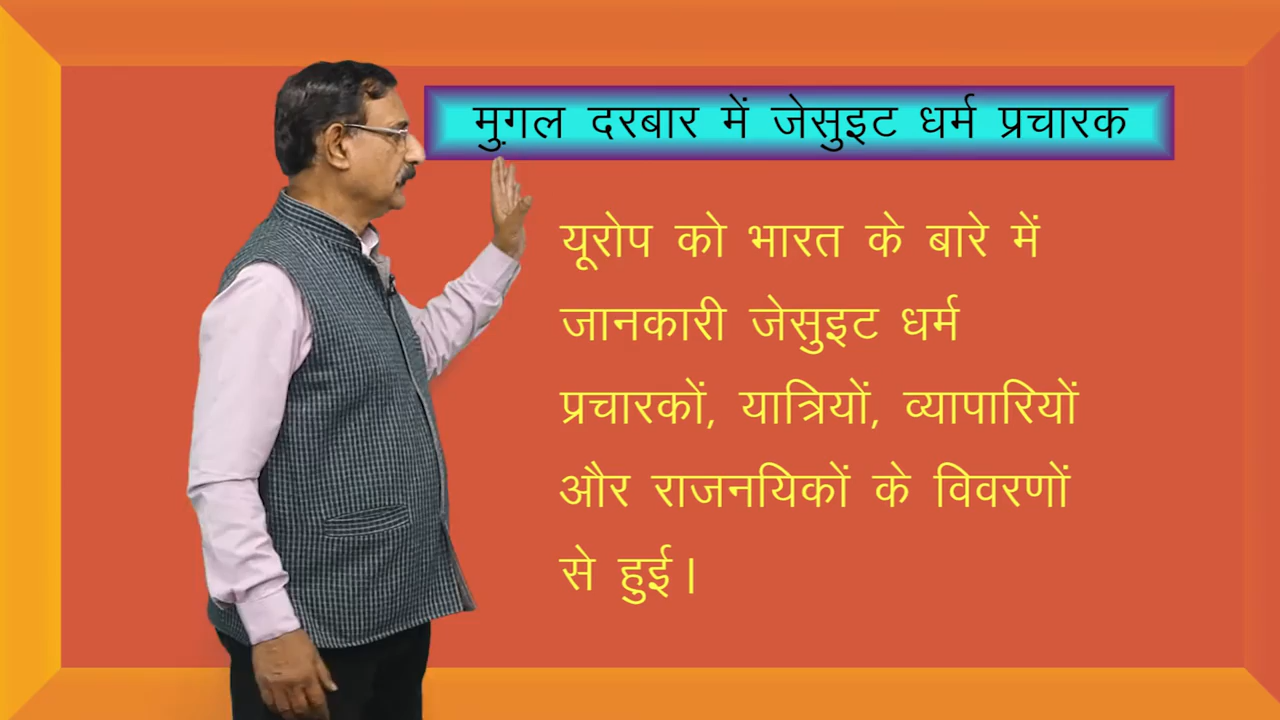 मु़गल दरबार में जेसुइट धर्म प्रचारक
यूरोप को भारत के बारे में
जानकारी जेसुइट धर्म
प्रचारकों, यात्रियों, व्यापारियों
और राजनयिकों के विवरणों
से हुई।